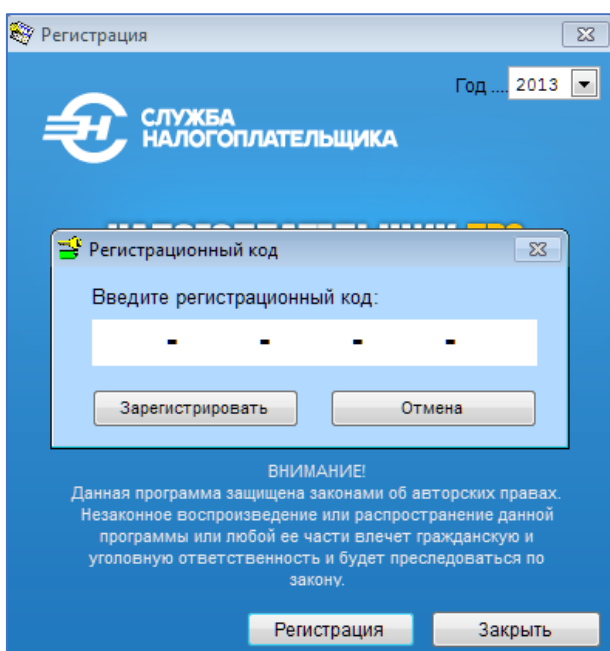 Регистрация
Год .... 2013
СЛУЖБА
НАЛОГОПЛАТЕЛЬЩИКА
Регистрационный код
Введите регистрационный код:
- - - -
Зарегистрировать
Отмена
ВНИМАНИЕ!
Данная программа защищена законами об авторских правах.
Незаконное воспроизведение или распространение данной
программы или любой ее части влечет гражданскую и
уголовную ответственность и будет преследоваться по
закону.
Регистрация
Закрыть